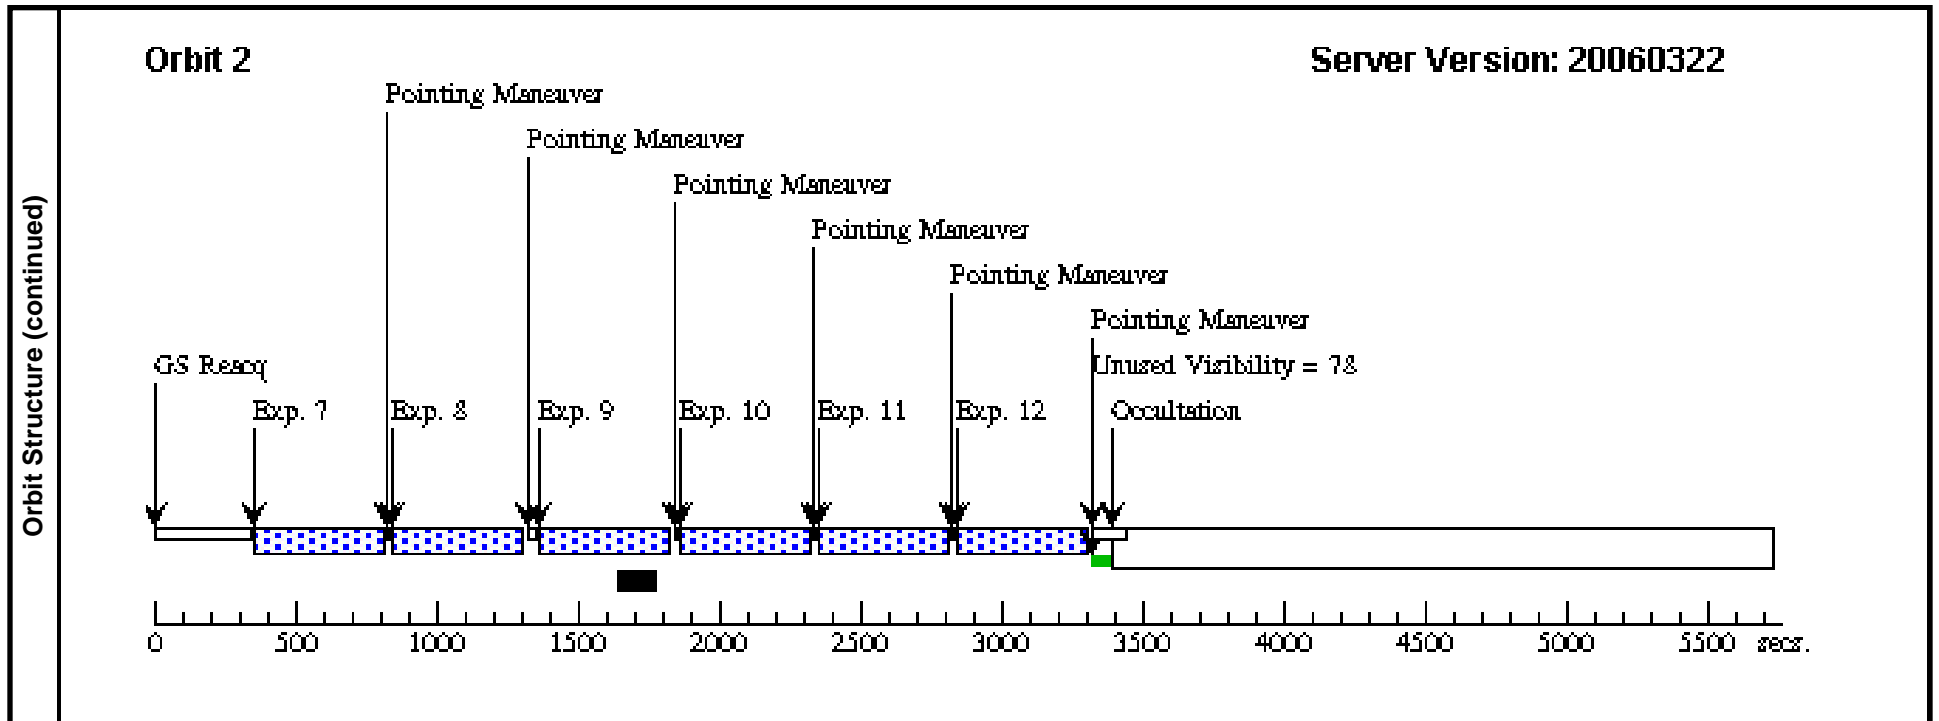 Orbit Structure (continued)
Orbit 2
Server Version: 20060322
Pointing Maneuver
Pointing Maneuver
Pointing Maneuver
Pointing Maneuver
Pointing Maneuver
Pointing Maneuver
GS Reacq
Unused Visibility = 78
Exp. 7
Exp. 8
Exp. 9
Exp. 10
Exp. 11
Exp. 12
Occultation
0 500 1000 1500 2000 2500 3000 3500 4000 4500 5000 5500 secs.